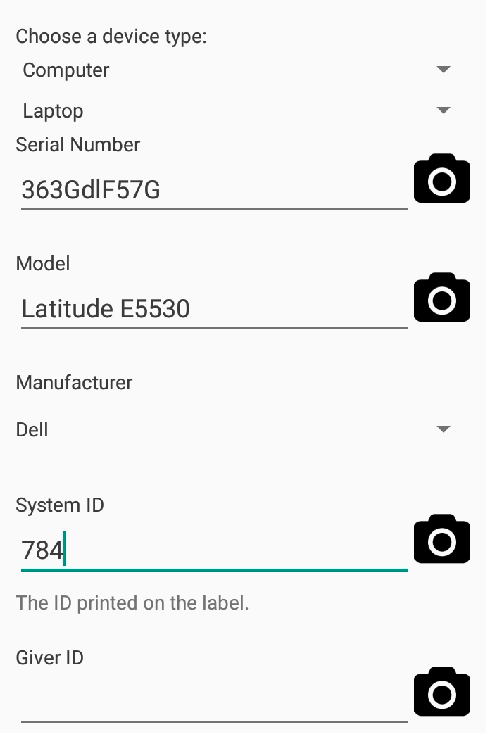 Choose a device type:
Computer
Laptop
Serial Number
363GdlF57G
Model
Latitude E5530
Manufacturer
Dell
System ID
784
The ID printed on the label.
Giver ID